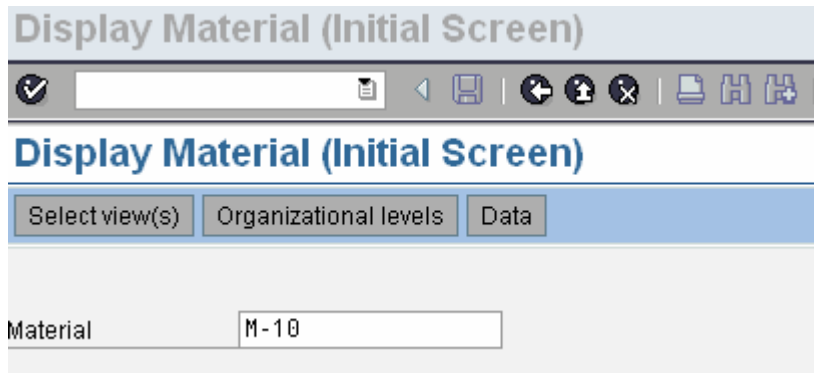 Display Material (Initial Screen)
Display Material (Initial Screen)
Select view(s) Organizational levels Data
Material M-10